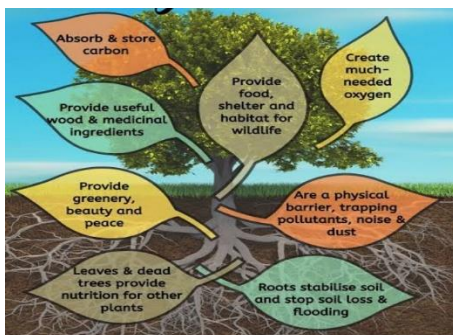 Absorb & store
carbon
Create
much-
needed
oxygen
Provide
food,
shelter and
habitat for
wildlife
Provide useful
wood & medicinal
ingredients
Provide
greenery,
beauty and
peace
Are a physical
barrier, trapping
pollutants, noise &
dust
Leaves & dead
trees provide
nutrition for other
plants
Roots stabilise soil
and stop soil loss &
flooding